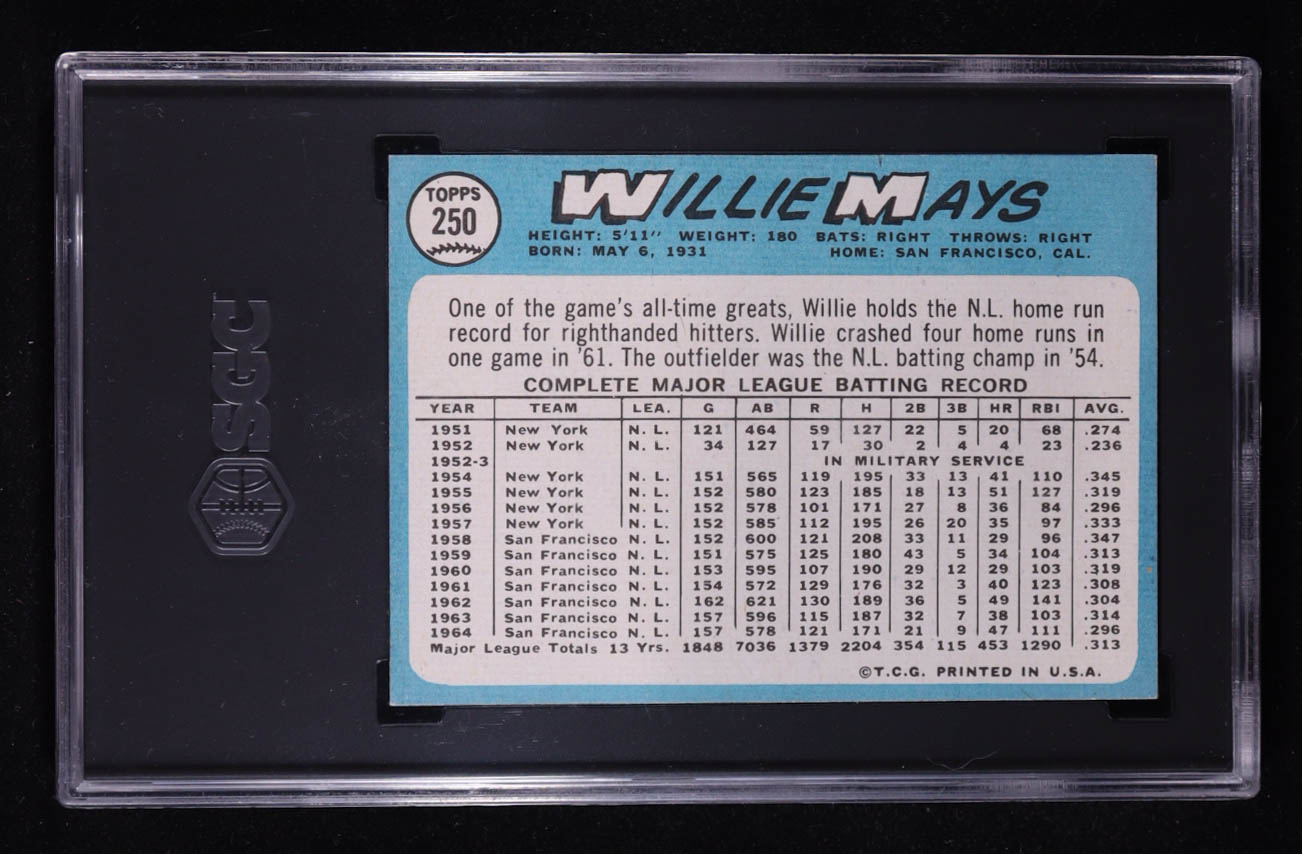 TOPPS
250
WILLIE MAYS
HEIGHT: 5'11" WEIGHT: 180 BATS: RIGHT THROWS: RIGHT
BORN: MAY 6, 1931 HOME: SAN FRANCISCO, CAL.
One of the game's all-time greats, Willie holds the N.L. home run
record for righthanded hitters. Willie crashed four home runs in
one game in '61. The outfielder was the N.L. batting champ in '54.
COMPLETE MAJOR LEAGUE BATTING RECORD
YEAR TEAM LEA. G AB R H 2B 3B HR RBI AVG.
1951 New York N. L. 121 464 59 127 22 5 20 68 .274
1952 New York N. L. 34 127 17 30 2 4 4 23 .236
1952-3 IN MILITARY SERVICE
1954 New York N. L. 151 565 119 195 33 13 41 110 .345
1955 New York N. L. 152 580 123 185 18 13 51 127 .319
1956 New York N. L. 152 578 101 171 27 8 36 84 .296
1957 New York N. L. 152 585 112 195 26 20 35 97 .333
1958 San Francisco N. L. 152 600 121 208 33 11 29 96 .347
1959 San Francisco N. L. 151 575 125 180 43 5 34 104 .313
1960 San Francisco N. L. 153 595 107 190 29 12 29 103 .319
1961 San Francisco N. L. 154 572 129 176 32 3 40 123 .308
1962 San Francisco N. L. 162 621 130 189 36 5 49 141 .304
1963 San Francisco N. L. 157 596 115 187 32 7 38 103 .314
1964 San Francisco N. L. 157 578 121 171 21 9 47 111 .296
Major League Totals 13 Yrs. 1848 7036 1379 2204 354 115 453 1290 .313
©T.C.G. PRINTED IN U.S.A.
SGC